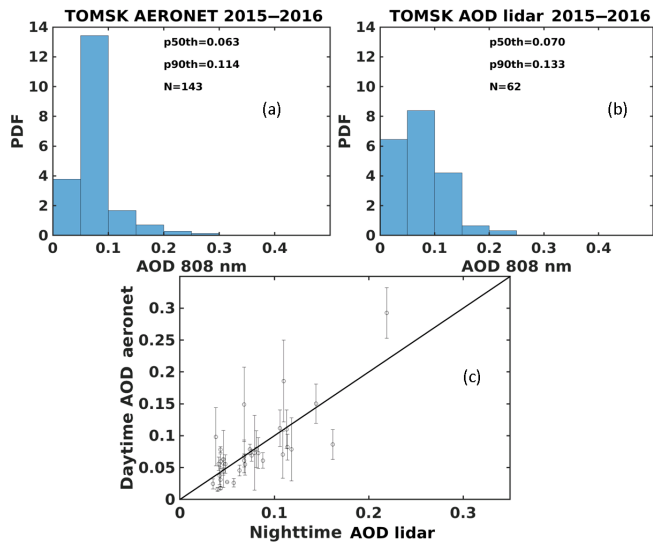 TOMSK AERONET 2015−2016
14
12
10
8
6
4
2
0
PDF
p50th=0.063
p90th=0.114
N=143
(a)
0 0.1 0.2 0.3 0.4
AOD 808 nm
TOMSK AOD lidar 2015−2016
14
12
10
8
6
4
2
0
PDF
p50th=0.070
p90th=0.133
N=62
(b)
0 0.1 0.2 0.3 0.4
AOD 808 nm
Daytime AOD aeronet
0.3
0.25
0.2
0.15
0.1
0.05
0
(c)
0 0.1 0.2 0.3
Nighttime AOD lidar